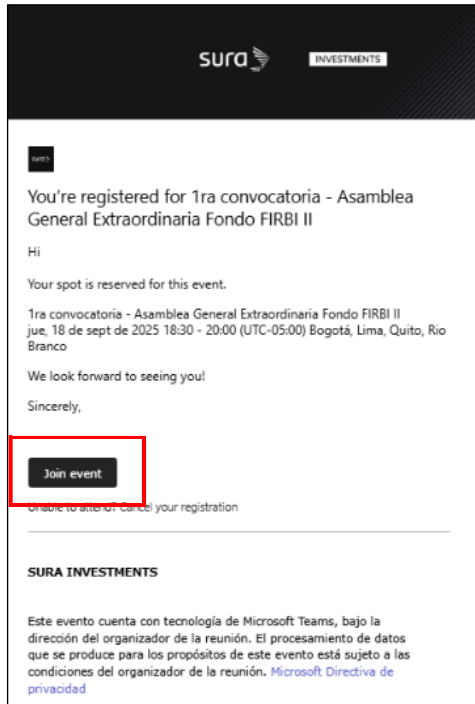 sura
INVESTMENTS
sura
You're registered for 1ra convocatoria - Asamblea
General Extraordinaria Fondo FIRBI II
Hi
Your spot is reserved for this event.
1ra convocatoria - Asamblea General Extraordinaria Fondo FIRBI II
jue, 18 de sept de 2025 18:30 - 20:00 (UTC-05:00) Bogotá, Lima, Quito, Rio
Branco
We look forward to seeing you!
Sincerely,
Join event
Unable to attend? Cancel your registration
SURA INVESTMENTS
Este evento cuenta con tecnología de Microsoft Teams, bajo la
dirección del organizador de la reunión. El procesamiento de datos
que se produce para los propósitos de este evento está sujeto a las
condiciones del organizador de la reunión. Microsoft Directiva de
privacidad